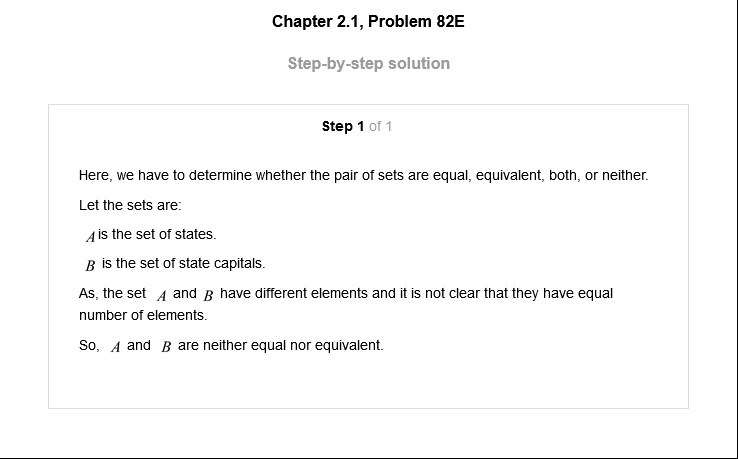 Chapter 2.1, Problem 82E
Step-by-step solution
Step 1 of 1
Here, we have to determine whether the pair of sets are equal, equivalent, both, or neither.
Let the sets are:
A is the set of states.
B is the set of state capitals.
As, the set A and B have different elements and it is not clear that they have equal
number of elements.
So, A and B are neither equal nor equivalent.